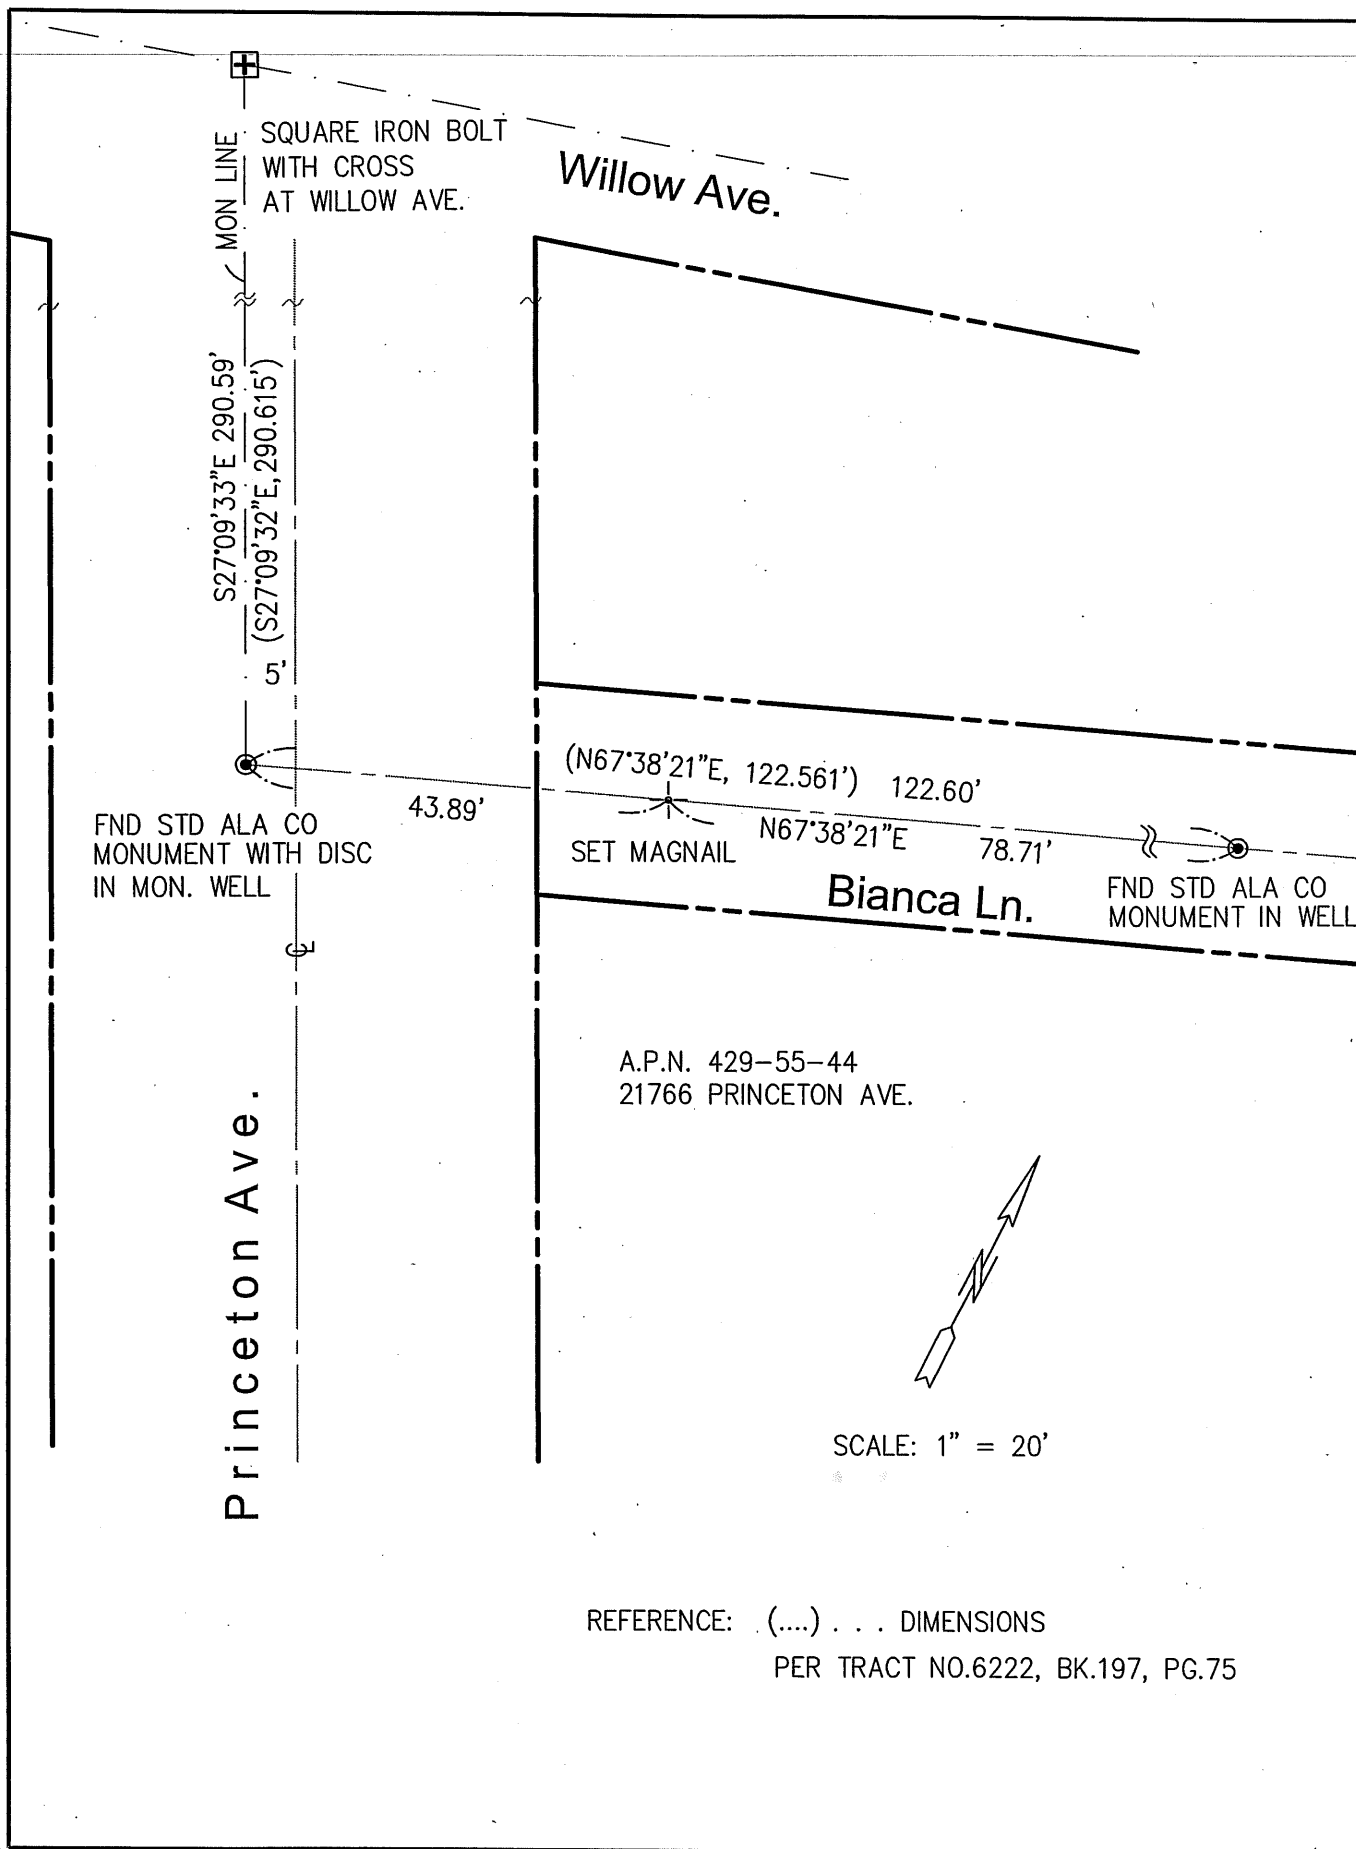 SQUARE IRON BOLT
WITH CROSS
AT WILLOW AVE.
MON LINE
Willow Ave.
S27°09'33"E 290.59'
(S27°09'32"E, 290.615')
5'
(N67°38'21"E, 122.561') 122.60'
43.89'
N67°38'21"E 78.71'
FND STD ALA CO
MONUMENT WITH DISC
IN MON. WELL
SET MAGNAIL
Bianca Ln.
FND STD ALA CO
MONUMENT IN WELL
CL
A.P.N. 429-55-44
21766 PRINCETON AVE.
Princeton Ave.
N
SCALE: 1" = 20'
REFERENCE: (....) . . . DIMENSIONS
PER TRACT NO.6222, BK.197, PG.75